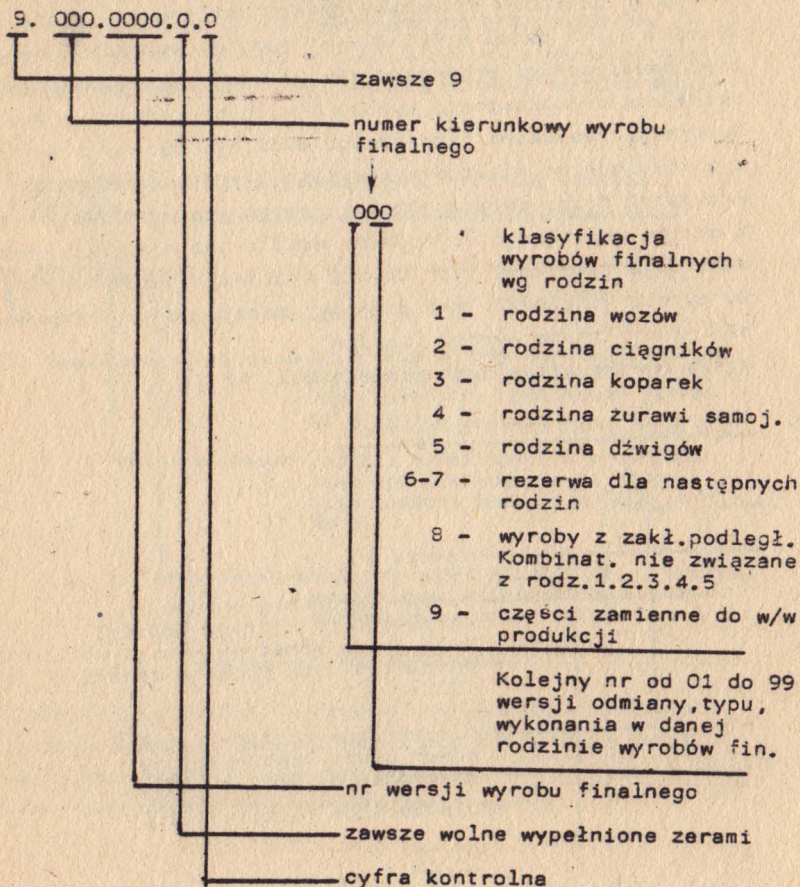 9. 000.0000.0.0
zawsze 9
numer kierunkowy wyrobu
finalnego
000
klasyfikacja
wyrobów finalnych
wg rodzin
1 - rodzina wozów
2 - rodzina ciągników
3 - rodzina koparek
4 - rodzina żurawi samoj.
5 - rodzina dźwigów
6-7 - rezerwa dla następnych
rodzin
8 - wyroby z zakł.podległ.
Kombinat. nie związane
z rodz.1.2.3.4.5
9 - części zamienne do w/w
produkcji
Kolejny nr od 01 do 99
wersji odmiany,typu,
wykonania w danej
rodzinie wyrobów fin.
nr wersji wyrobu finalnego
zawsze wolne wypełnione zerami
cyfra kontrolna